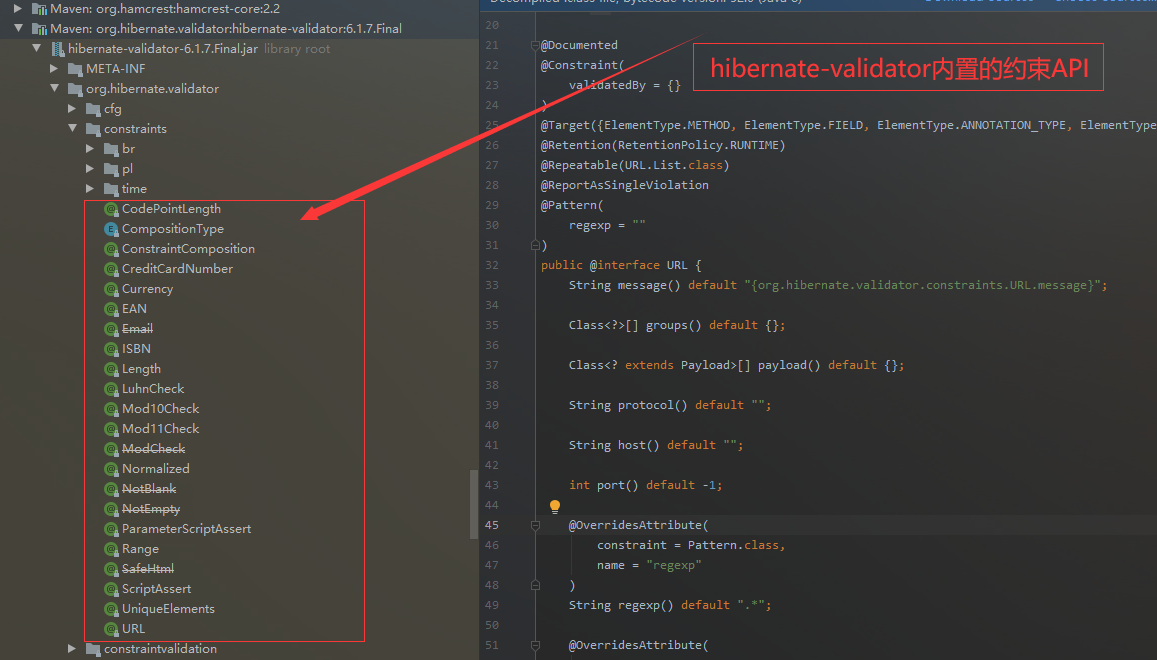 Maven: org.hamcrest:hamcrest-core:2.2
Maven: org.hibernate.validator:hibernate-validator:6.1.7.Final
hibernate-validator-6.1.7.Final.jar library root
META-INF
org.hibernate.validator
cfg
constraints
br
pl
time
CodePointLength
CompositionType
ConstraintComposition
CreditCardNumber
Currency
EAN
Email
ISBN
Length
LuhnCheck
Mod10Check
Mod11Check
ModCheck
Normalized
NotBlank
NotEmpty
ParameterScriptAssert
Range
SafeHtml
ScriptAssert
UniqueElements
URL
constraintvalidation
hibernate-validator内置的约束API
20
21 @Documented
22 @Constraint(
23 validatedBy = {}
24 )
25 @Target({ElementType.METHOD, ElementType.FIELD, ElementType.ANNOTATION_TYPE, ElementType
26 @Retention(RetentionPolicy.RUNTIME)
27 @Repeatable(URL.List.class)
28 @ReportAsSingleViolation
29 @Pattern(
30 regexp = ""
31 )
32 public @interface URL {
33 String message() default "{org.hibernate.validator.constraints.URL.message}";
34
35 Class<?>[] groups() default {};
36
37 Class<? extends Payload>[] payload() default {};
38
39 String protocol() default "";
40
41 String host() default "";
42
43 int port() default -1;
44
45 @OverridesAttribute(
46 constraint = Pattern.class,
47 name = "regexp"
48 )
49 String regexp() default ".*";
50
51 @OverridesAttribute(